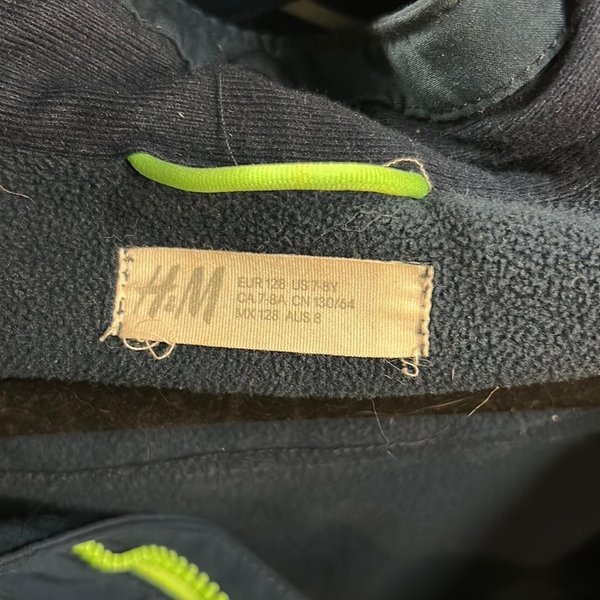 H&M
EUR 128 US 7-8Y
CA 7-8A CN 130/64
MX 128 AUS 8